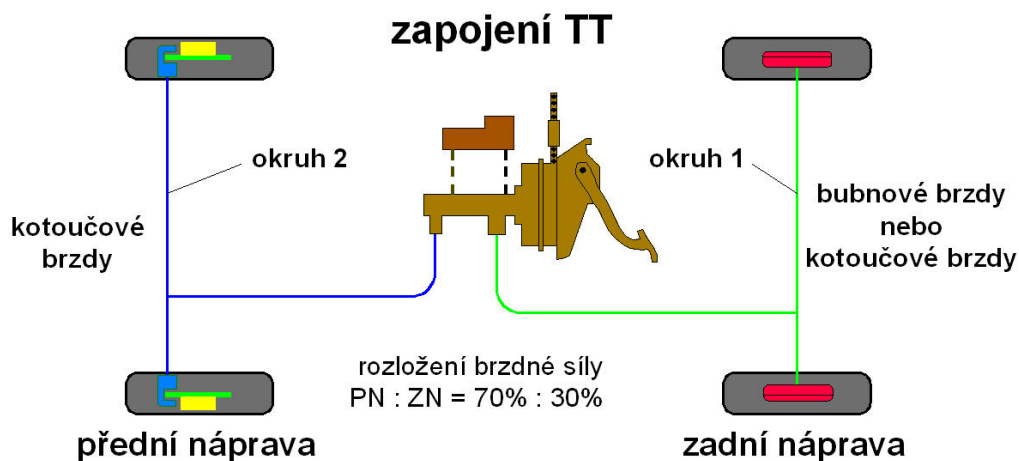 zapojení TT
okruh 2
okruh 1
kotoučové
brzdy
bubnové brzdy
nebo
kotoučové brzdy
rozložení brzdné síly
PN : ZN = 70% : 30%
přední náprava
zadní náprava